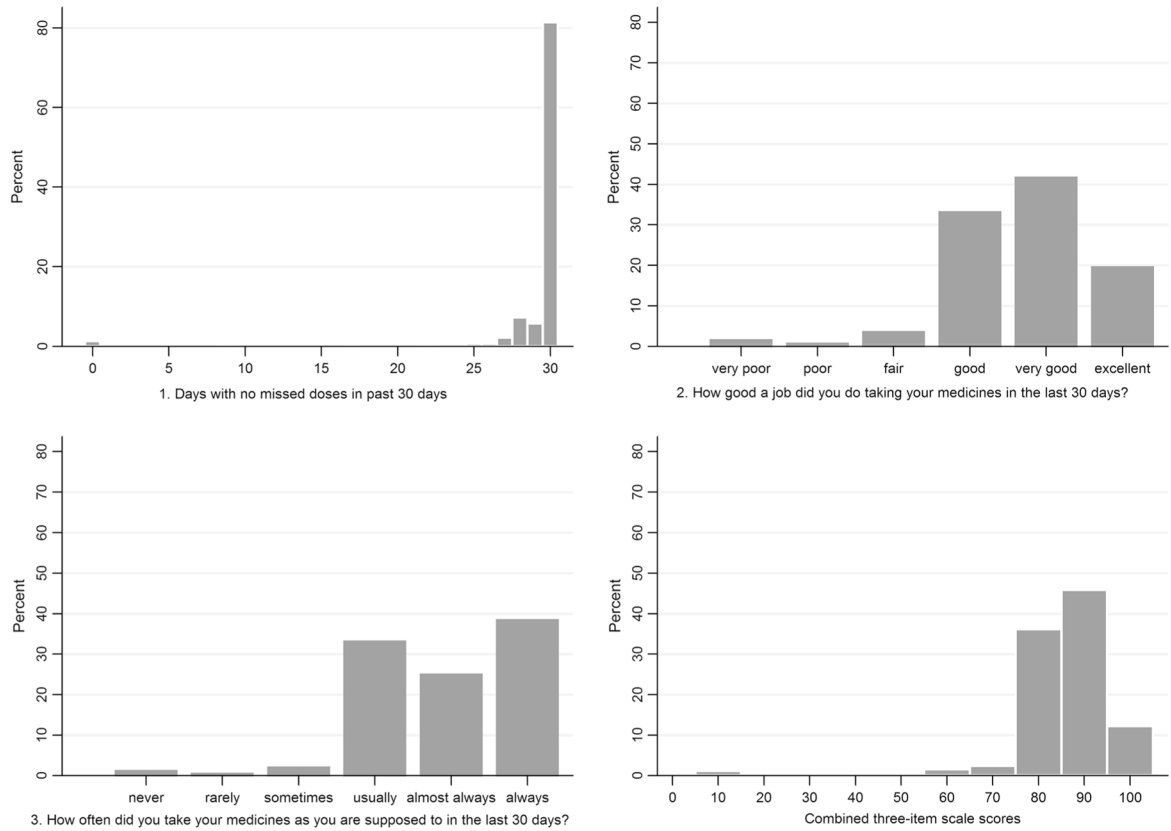 80
60
40
20
0
Percent
0 5 10 15 20 25 30
1. Days with no missed doses in past 30 days
80
70
60
50
40
30
20
10
0
Percent
very poor poor fair good very good excellent
2. How good a job did you do taking your medicines in the last 30 days?
80
70
60
50
40
30
20
10
0
Percent
never rarely sometimes usually almost always always
3. How often did you take your medicines as you are supposed to in the last 30 days?
80
70
60
50
40
30
20
10
0
Percent
0 10 20 30 40 50 60 70 80 90 100
Combined three-item scale scores